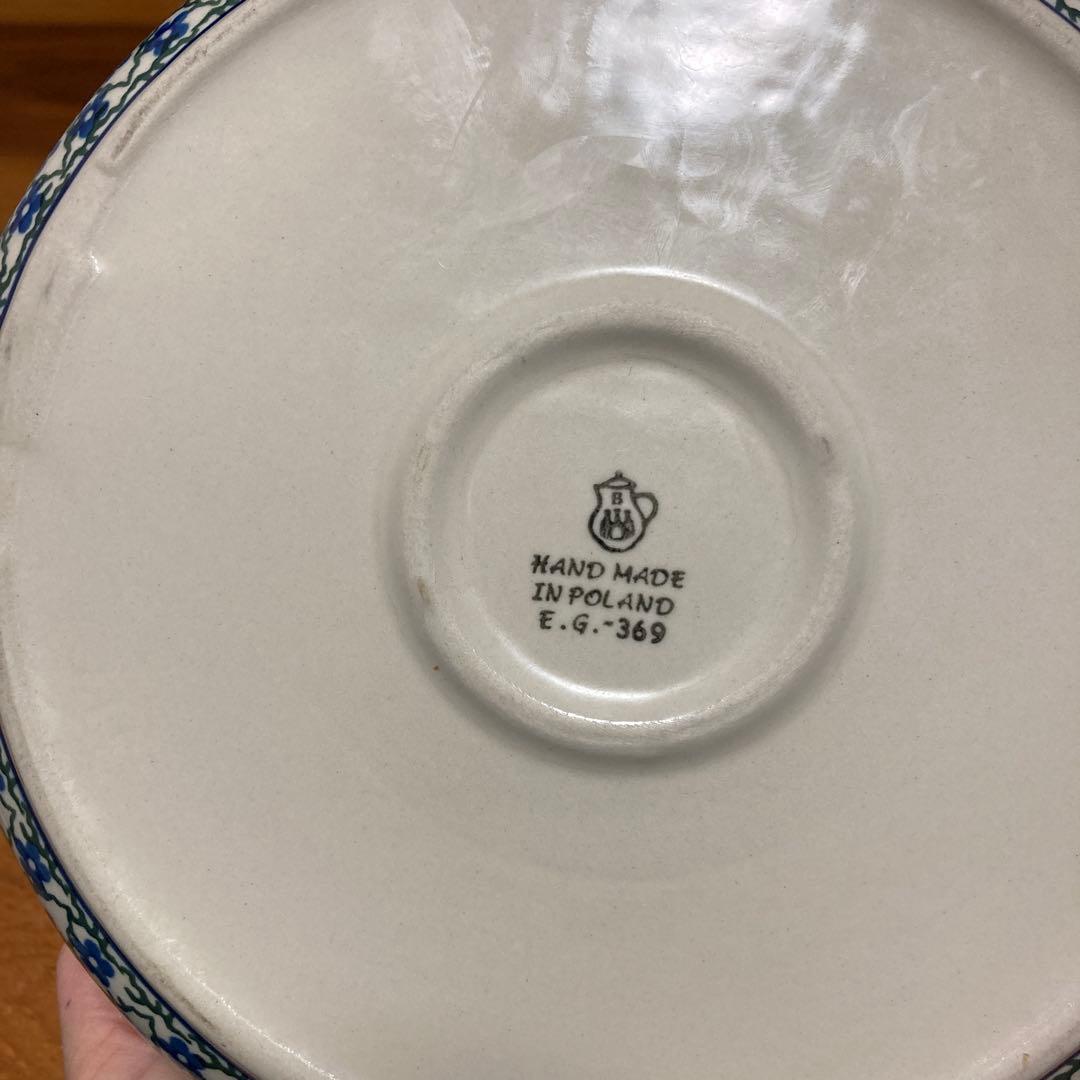 B
HAND MADE
IN POLAND
E.G.-369